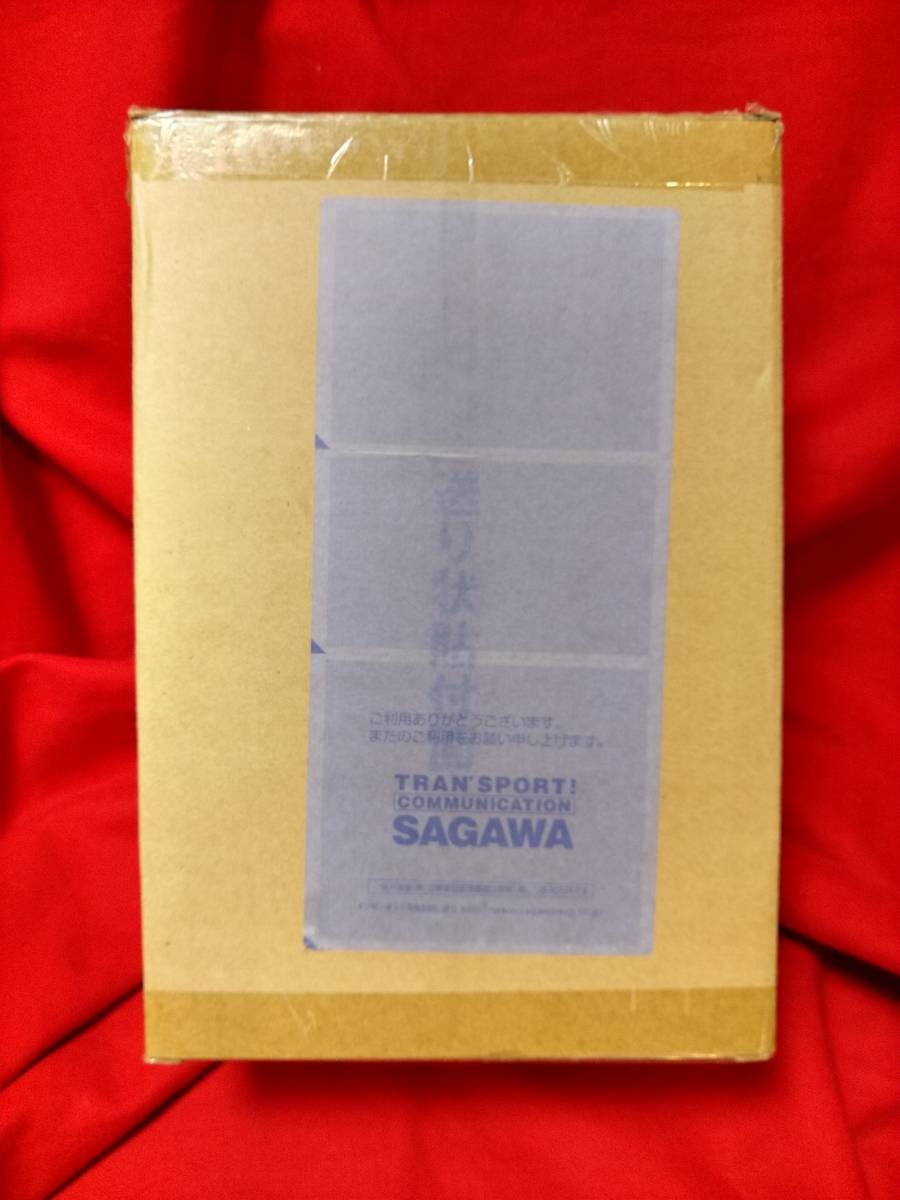 送り状貼付
ご利用ありがとうございます。
またのご利用をお願い申し上げます。
TRAN'SPORT!
COMMUNICATION
SAGAWA